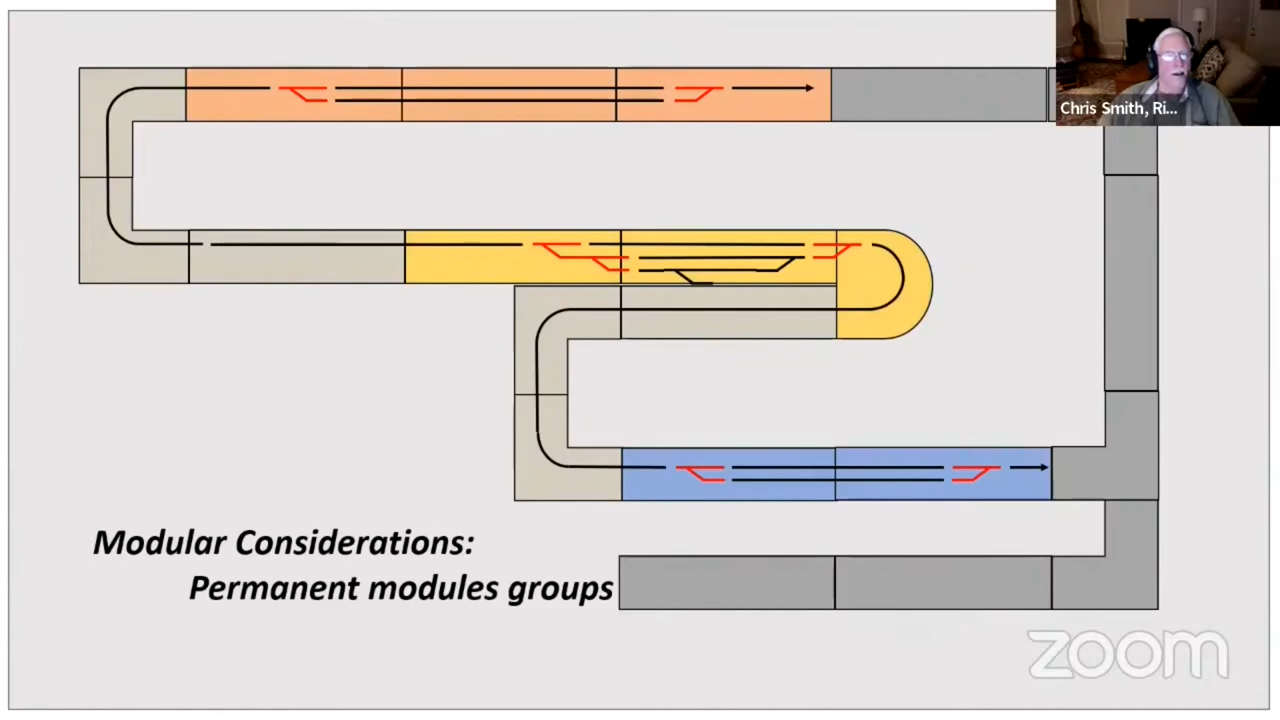 Chris Smith, Ri...
Modular Considerations:
Permanent modules groups
zoom